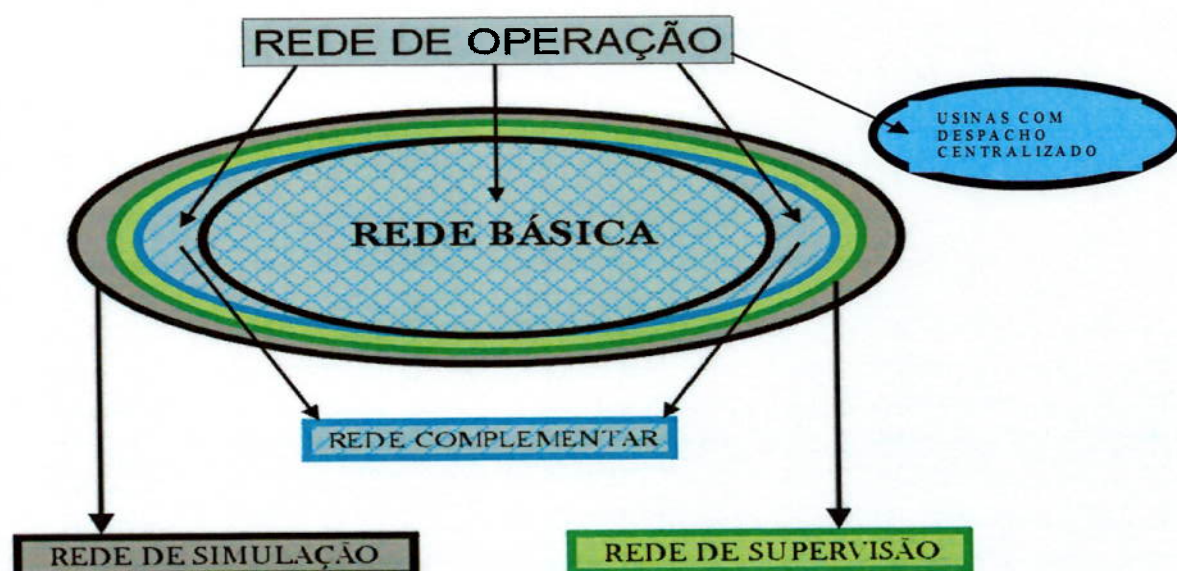 REDE DE OPERAÇÃO
USINAS COM
DESPACHO
CENTRALIZADO
REDE BÁSICA
REDE COMPLEMENTAR
REDE DE SIMULAÇÃO
REDE DE SUPERVISÃO